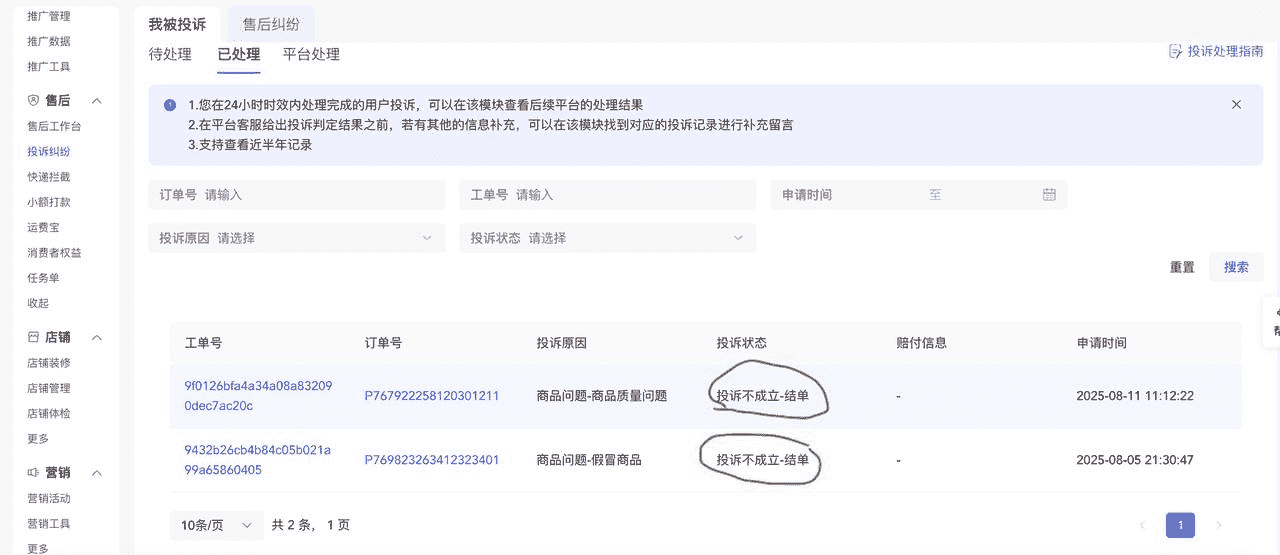 推广管理
推广数据
推广工具
售后
售后工作台
投诉纠纷
快递拦截
小额打款
运费宝
消费者权益
任务单
收起
店铺
店铺装修
店铺管理
店铺体检
更多
营销
营销活动
营销工具
更多
我被投诉 售后纠纷
待处理 已处理 平台处理
投诉处理指南
1.您在24小时时效内处理完成的用户投诉，可以在该模块查看后续平台的处理结果
2.在平台客服给出投诉判定结果之前，若有其他的信息补充，可以在该模块找到对应的投诉记录进行补充留言
3.支持查看近半年记录
订单号 请输入 工单号 请输入 申请时间 至
投诉原因 请选择 投诉状态 请选择
重置 搜索
工单号 订单号 投诉原因 投诉状态 赔付信息 申请时间
9f0126bfa4a34a08a83209
0dec7ac20c
P767922258120301211 商品问题-商品质量问题 投诉不成立-结单 - 2025-08-11 11:12:22
9432b26cb4b84c05b021a
99a65860405
P769823263412323401 商品问题-假冒商品 投诉不成立-结单 - 2025-08-05 21:30:47
10条/页 共 2 条， 1 页 1